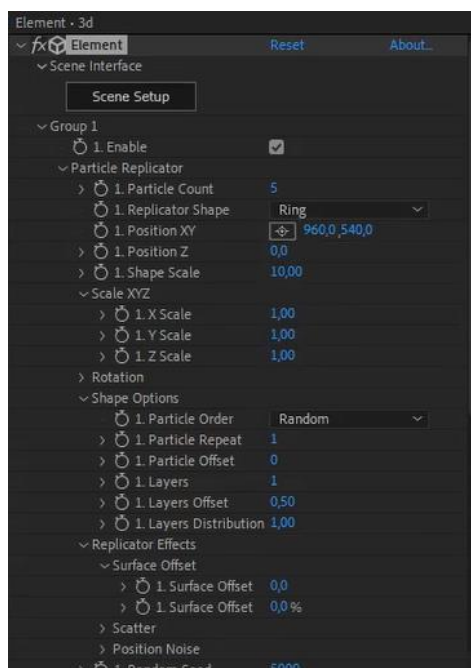 Element • 3d
fx Element Reset About...
Scene Interface
Scene Setup
Group 1
1. Enable
Particle Replicator
1. Particle Count 5
1. Replicator Shape Ring
1. Position XY 960,0 ,540,0
1. Position Z 0,0
1. Shape Scale 10,00
Scale XYZ
1. X Scale 1,00
1. Y Scale 1,00
1. Z Scale 1,00
Rotation
Shape Options
1. Particle Order Random
1. Particle Repeat 1
1. Particle Offset 0
1. Layers 1
1. Layers Offset 0,50
1. Layers Distribution 1,00
Replicator Effects
Surface Offset
1. Surface Offset 0,0
1. Surface Offset 0,0 %
Scatter
Position Noise
1. Random Seed 5000